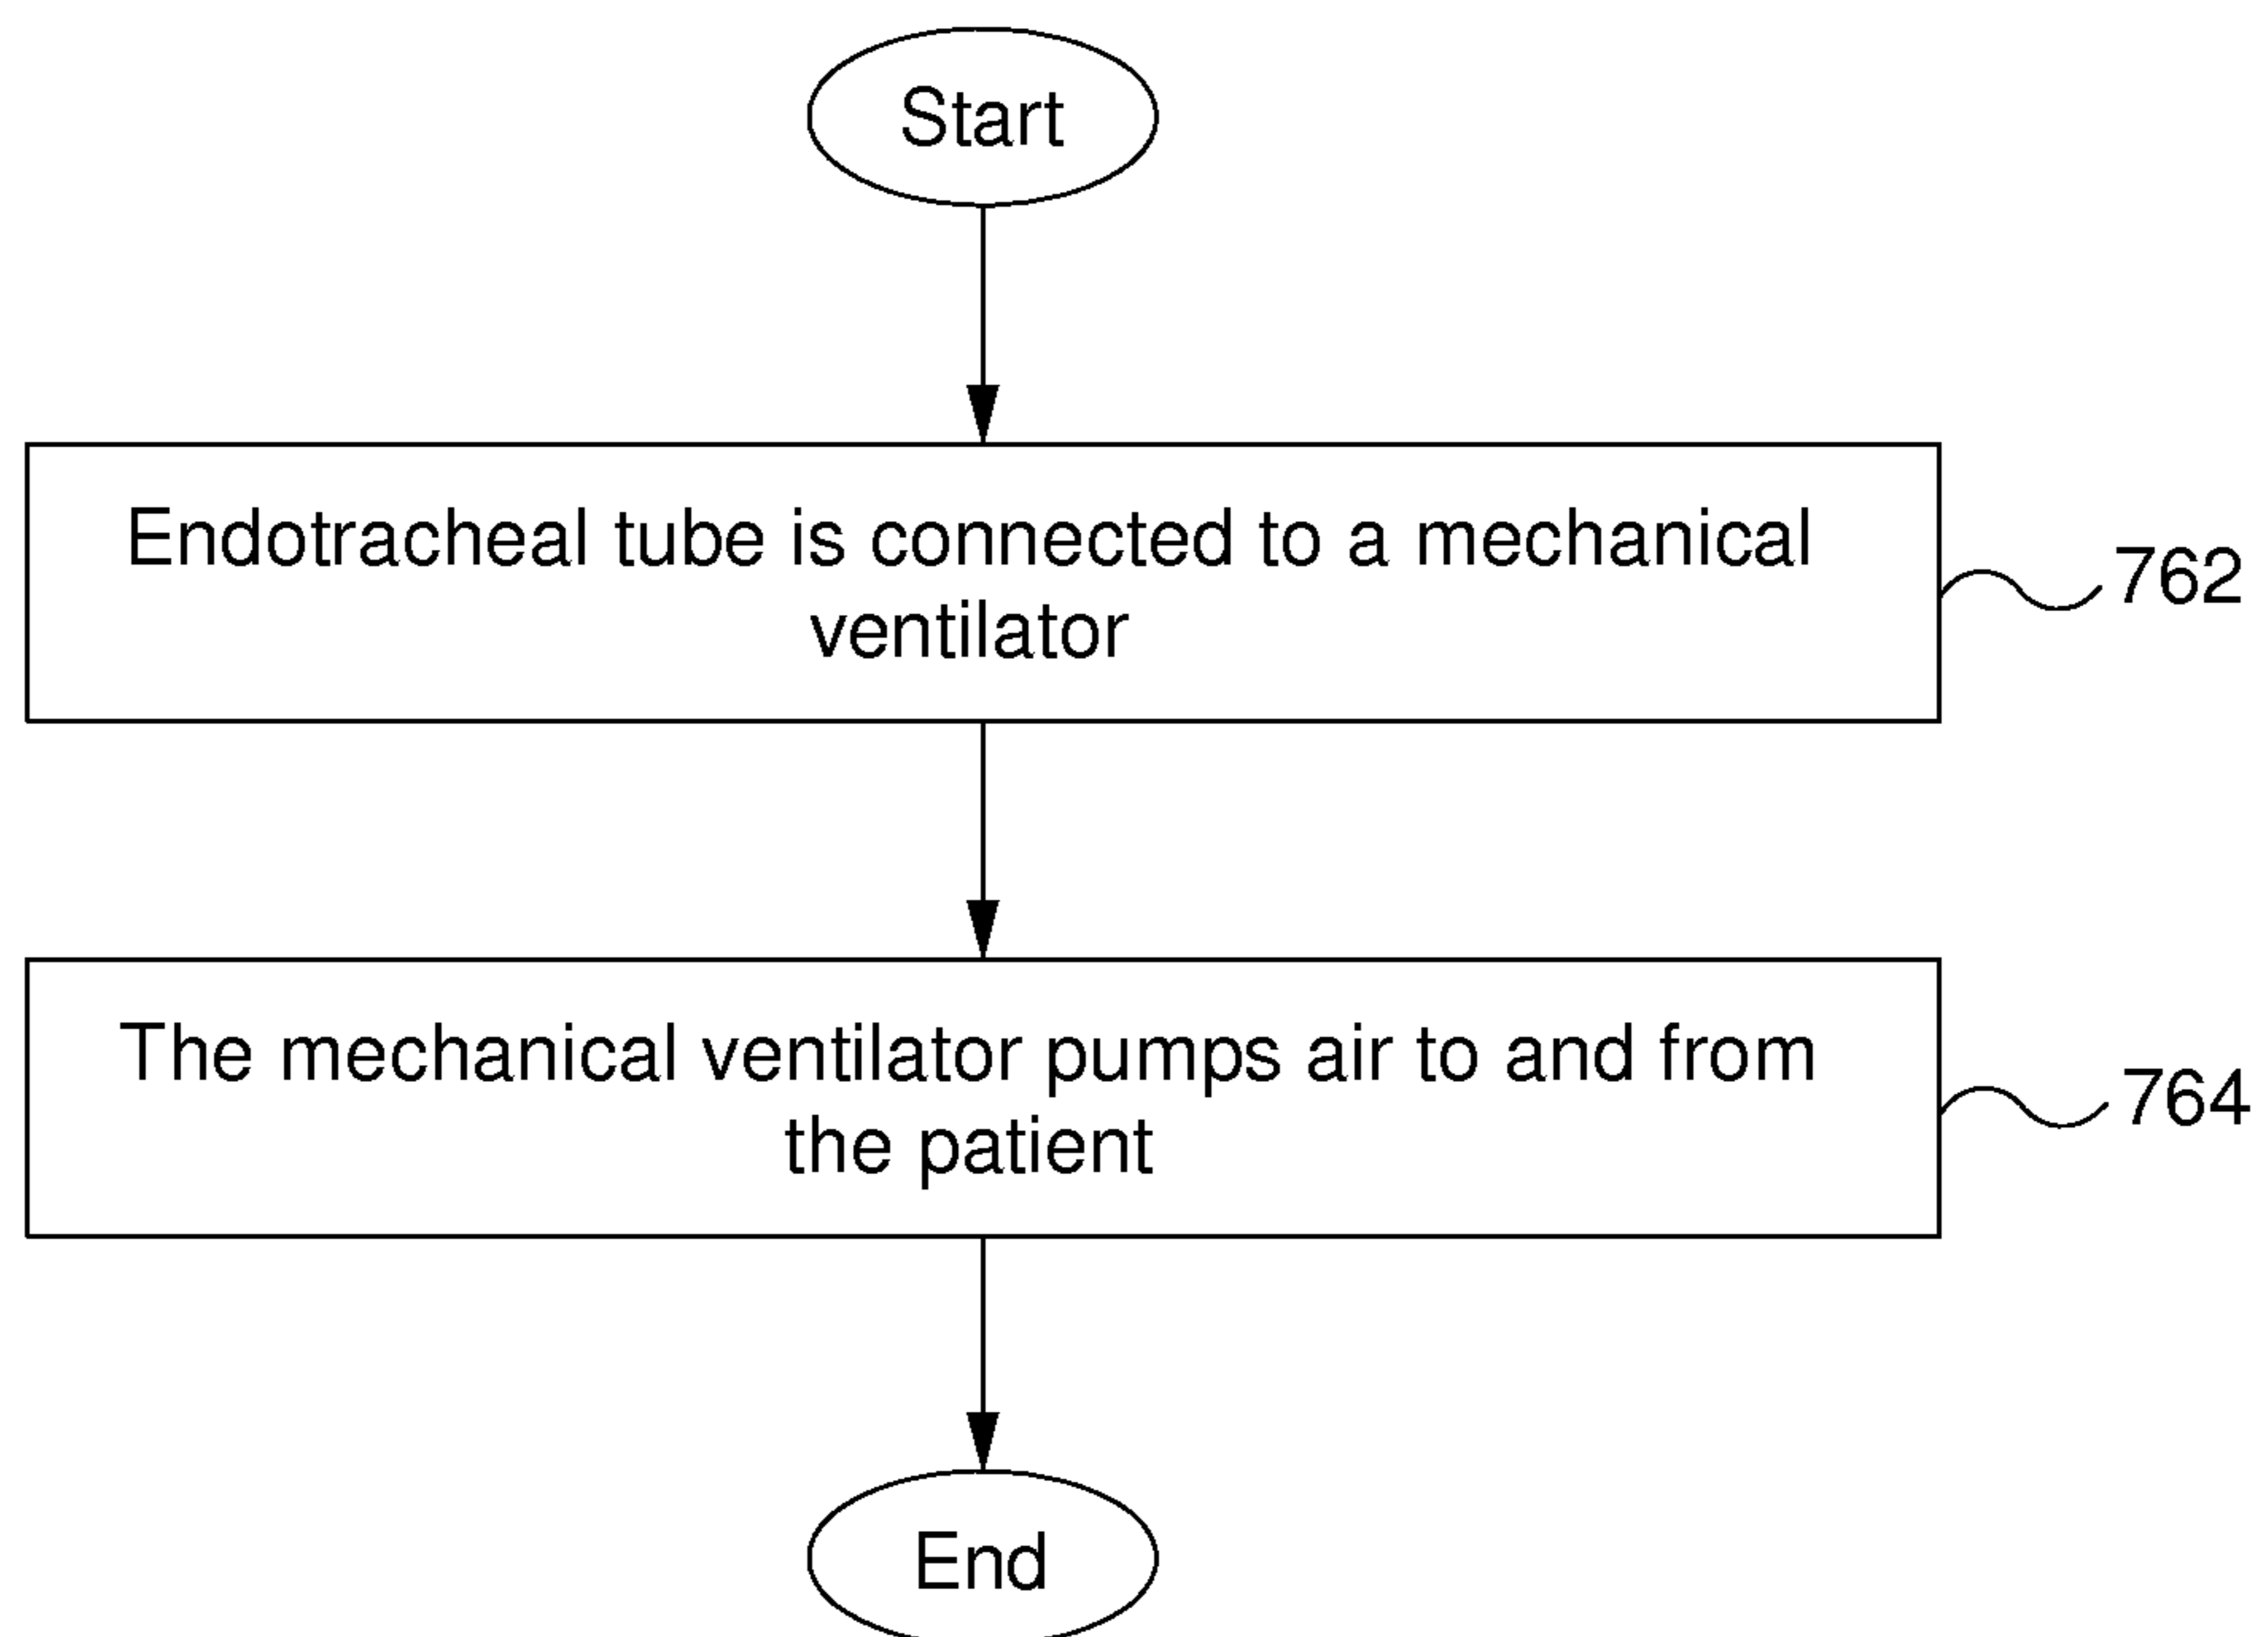 Start
Endotracheal tube is connected to a mechanical
ventilator
762
The mechanical ventilator pumps air to and from
the patient
764
End